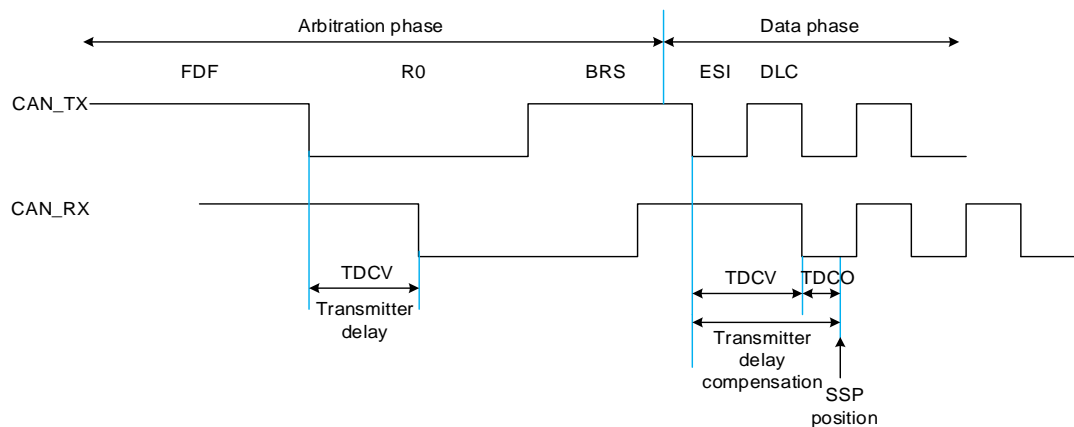 Arbitration phase
Data phase
FDF
R0
BRS
ESI
DLC
CAN_TX
CAN_RX
TDCV
Transmitter
delay
TDCV
TDCO
Transmitter
delay
compensation
SSP
position